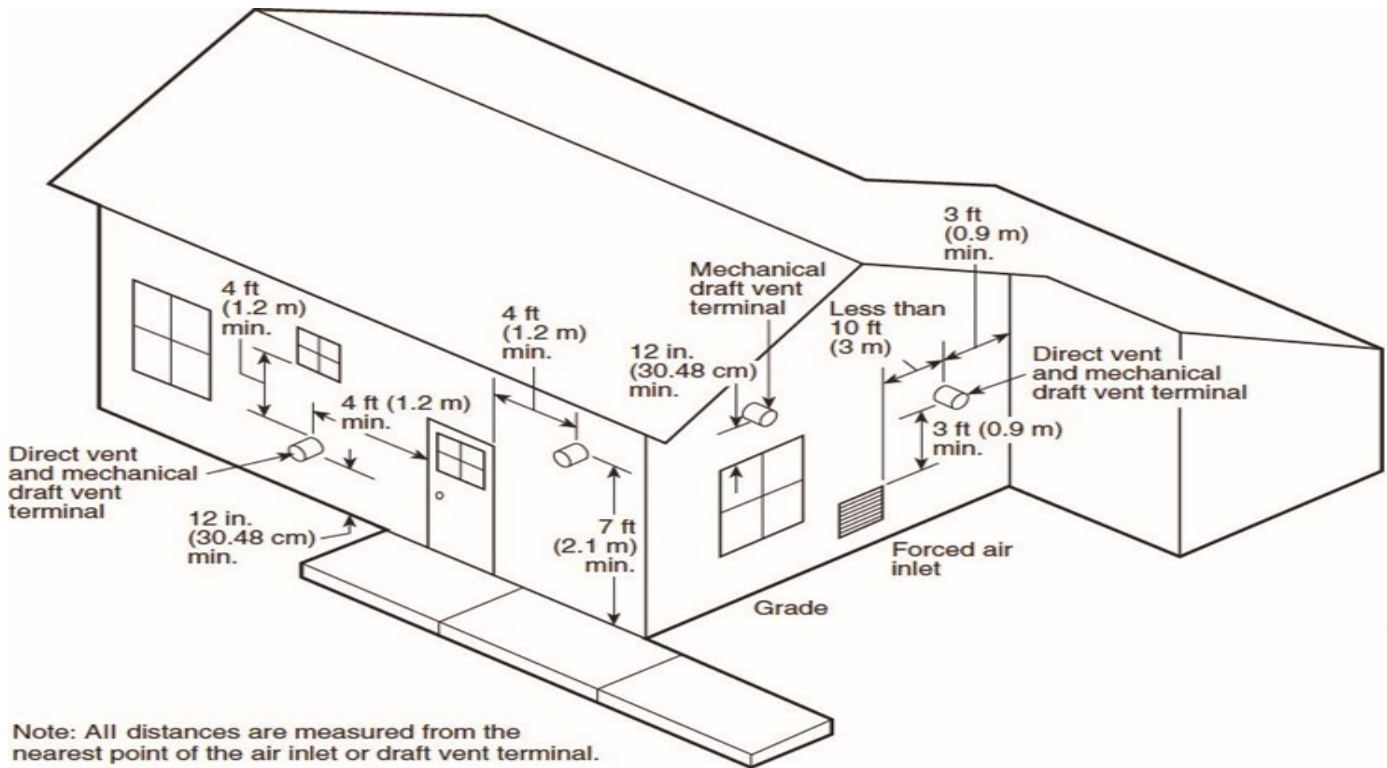 3 ft
(0.9 m)
min.
Mechanical
draft vent
terminal
4 ft
(1.2 m)
min.
4 ft
(1.2 m)
min.
Less than
10 ft
(3 m)
12 in.
(30.48 cm)
min.
Direct vent
and mechanical
draft vent terminal
4 ft (1.2 m)
min.
3 ft (0.9 m)
min.
Direct vent
and mechanical
draft vent
terminal
12 in.
(30.48 cm)
min.
7 ft
(2.1 m)
min.
Forced air
inlet
Grade
Note: All distances are measured from the
nearest point of the air inlet or draft vent terminal.